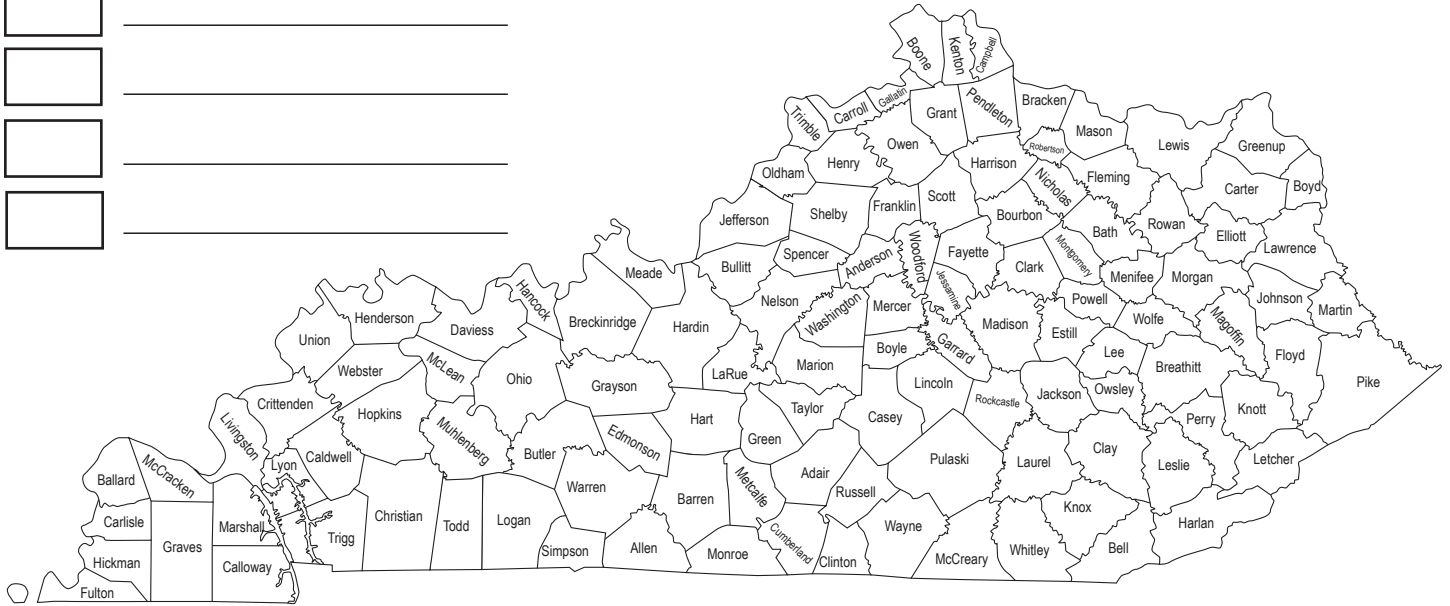 Boone
Kenton
Campbell
Gallatin
Carroll
Trimble
Grant
Pendleton
Bracken
Mason
Lewis
Greenup
Owen
Robertson
Henry
Oldham
Harrison
Nicholas
Fleming
Carter
Boyd
Jefferson
Shelby
Franklin
Scott
Bourbon
Bath
Rowan
Elliott
Lawrence
Meade
Bullitt
Spencer
Anderson
Woodford
Fayette
Clark
Montgomery
Menifee
Morgan
Hancock
Nelson
Washington
Mercer
Jessamine
Powell
Johnson
Martin
Henderson
Daviess
Breckinridge
Hardin
Madison
Estill
Wolfe
Magoffin
Union
McLean
Ohio
Grayson
LaRue
Marion
Boyle
Garrard
Lee
Breathitt
Floyd
Pike
Webster
Crittenden
Hopkins
Muhlenberg
Hart
Green
Taylor
Casey
Lincoln
Rockcastle
Jackson
Owsley
Perry
Knott
Livingston
Butler
Edmonson
Adair
Pulaski
Laurel
Clay
Leslie
Letcher
Ballard
McCracken
Lyon
Caldwell
Warren
Barren
Metcalfe
Russell
Carlisle
Graves
Marshall
Trigg
Christian
Todd
Logan
Wayne
Knox
Harlan
Hickman
Calloway
Simpson
Allen
Monroe
Cumberland
Clinton
McCreary
Whitley
Bell
Fulton